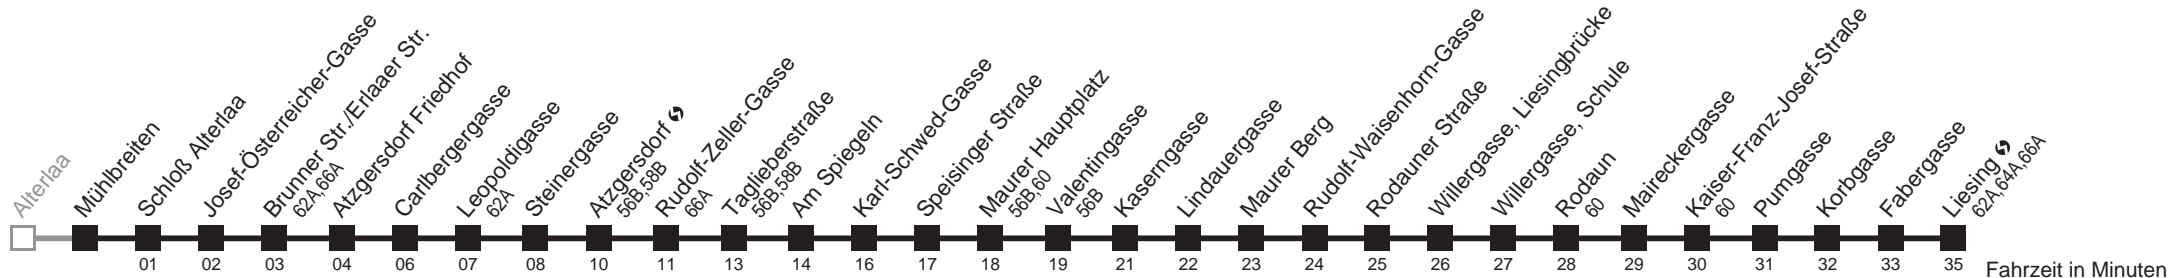 Alterlaa
Mühlbreiten
Schloß Alterlaa
Josef-Österreicher-Gasse
Brunner Str./Erlaaer Str.
62A,66A
Atzgersdorf Friedhof
Carlbergergasse
Leopoldigasse
62A
Steinergasse
Atzgersdorf
56B,58B
Rudolf-Zeller-Gasse
66A
Taglieberstraße
56B,58B
Am Spiegeln
Karl-Schwed-Gasse
Speisinger Straße
Maurer Hauptplatz
56B,60
Valentingasse
56B
Kaserngasse
Lindauergasse
Maurer Berg
Rudolf-Waisenhorn-Gasse
Rodauner Straße
Willergasse, Liesingbrücke
Willergasse, Schule
Rodaun
60
Maireckergasse
Kaiser-Franz-Josef-Straße
60
Pumgasse
Korbgasse
Fabergasse
Liesing
62A,64A,66A
01 02 03 04 06 07 08 10 11 13 14 16 17 18 19 21 22 23 24 25 26 27 28 29 30 31 32 33 35 Fahrzeit in Minuten